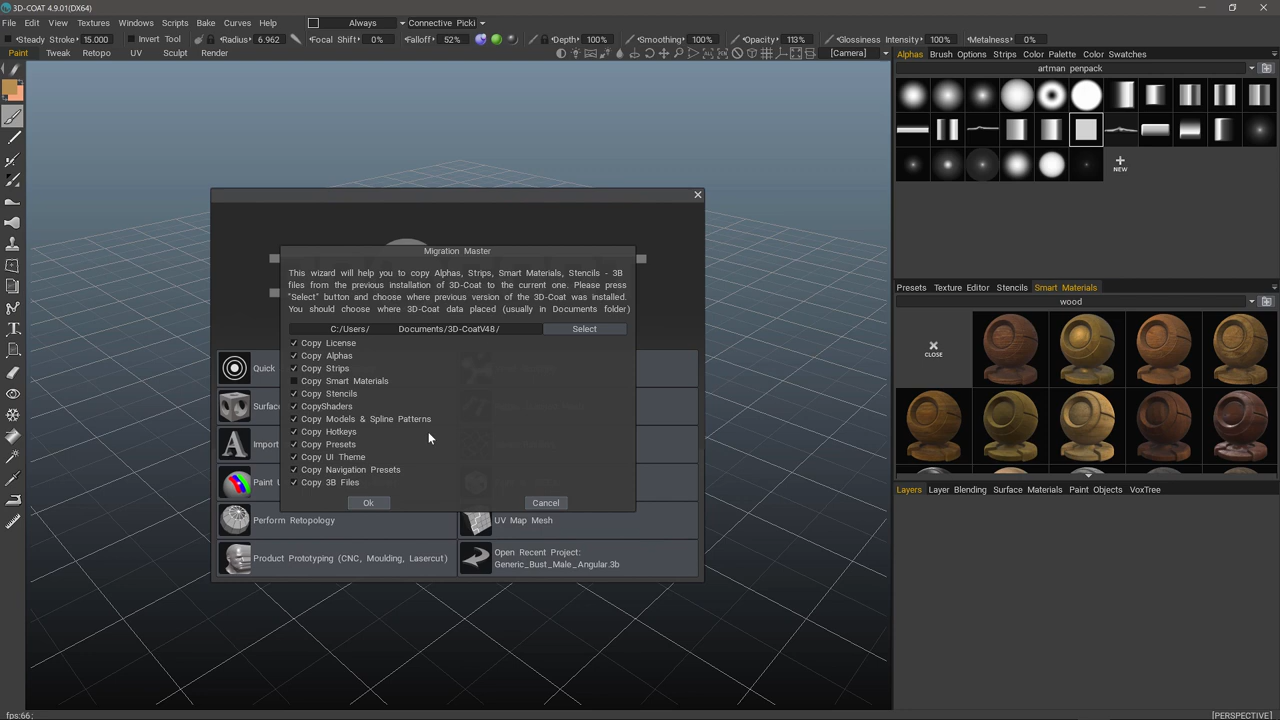 3D-COAT 4.9.01(DX64)
File Edit View Textures Windows Scripts Bake Curves Help Always Connective Picki
Steady Stroke 15.000 Invert Tool Radius 6.962 Focal Shift 0% Falloff 52% Depth 100% Smoothing 100% Opacity 113% Glossiness Intensity 100% Metalness 0%
Paint Tweak Retopo UV Sculpt Render [Camera]
Alphas Brush Options Strips Color Palette Color Swatches
artman penpack
NEW
Migration Master
This wizard will help you to copy Alphas, Strips, Smart Materials, Stencils - 3B
files from the previous installation of 3D-Coat to the current one. Please press
"Select" button and choose where previous version of the 3D-Coat was installed.
You should choose where 3D-Coat data placed (usually in Documents folder)
C:/Users/ Documents/3D-CoatV48/ Select
Copy License
Copy Alphas
Copy Strips
Copy Smart Materials
Copy Stencils
CopyShaders
Copy Models & Spline Patterns
Copy Hotkeys
Copy Presets
Copy UI Theme
Copy Navigation Presets
Copy 3B Files
Ok Cancel
Quick
Surfac
Import
Paint U
Perform Retopology
UV Map Mesh
Product Prototyping (CNC, Moulding, Lasercut)
Open Recent Project:
Generic_Bust_Male_Angular.3b
Presets Texture Editor Stencils Smart Materials
wood
CLOSE
Layers Layer Blending Surface Materials Paint Objects VoxTree
fps:66; [PERSPECTIVE]